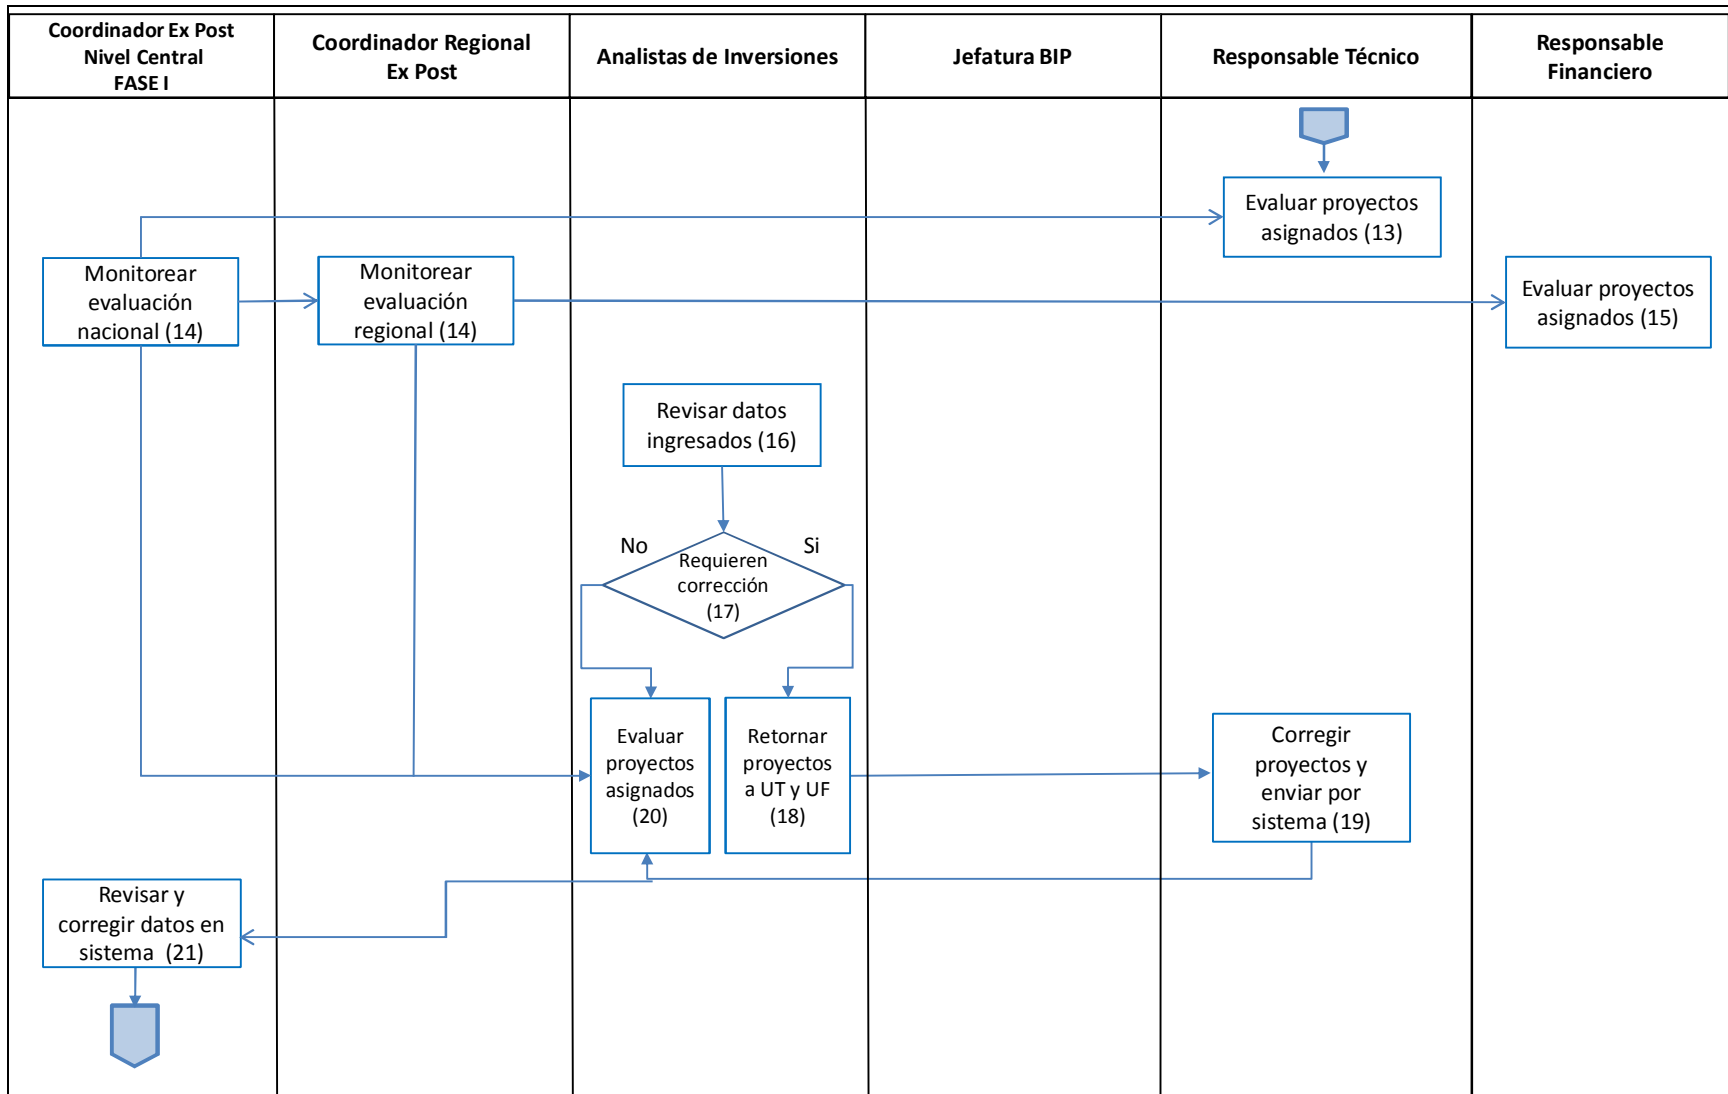 Coordinador Ex Post
Nivel Central
FASE I
Coordinador Regional
Ex Post
Analistas de Inversiones
Jefatura BIP
Responsable Técnico
Responsable
Financiero
Evaluar proyectos
asignados (13)
Monitorear
evaluación
nacional (14)
Monitorear
evaluación
regional (14)
Evaluar proyectos
asignados (15)
Revisar datos
ingresados (16)
No
Si
Requieren
corrección
(17)
Evaluar
proyectos
asignados
(20)
Retornar
proyectos
a UT y UF
(18)
Corregir
proyectos y
enviar por
sistema (19)
Revisar y
corregir datos en
sistema (21)